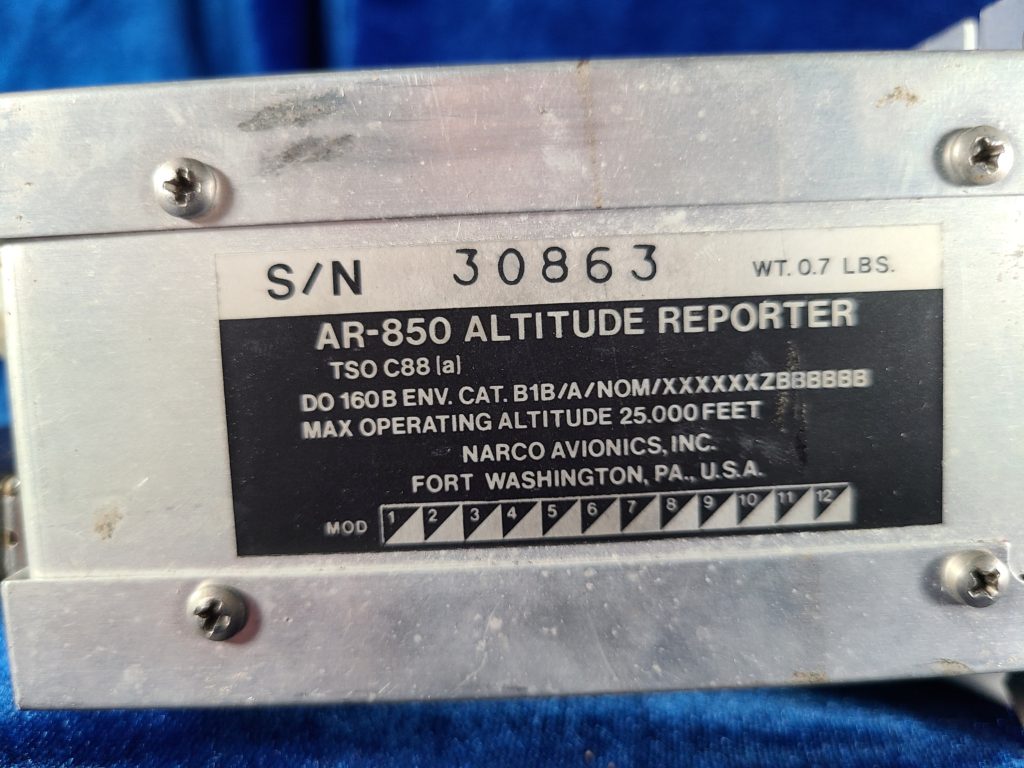 S/N 30863 WT. 0.7 LBS.
AR-850 ALTITUDE REPORTER
TSO C88 (a)
DO 160B ENV. CAT. B1B/A/NOM/XXXXXXZBBBBBB
MAX OPERATING ALTITUDE 25.000 FEET
NARCO AVIONICS, INC.
FORT WASHINGTON, PA., U.S.A.
MOD 1 2 3 4 5 6 7 8 9 10 11 12